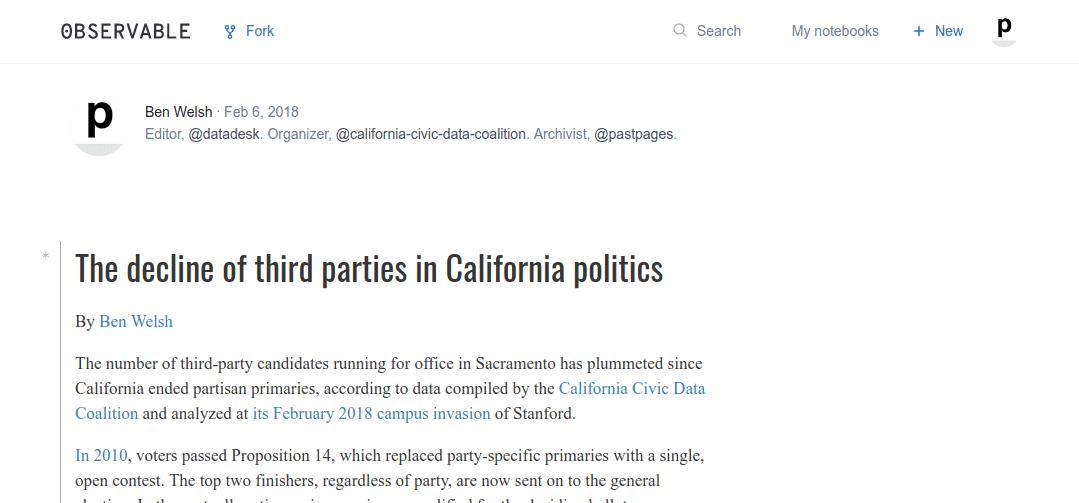 OBSERVABLE Fork Search My notebooks + New p
p
Ben Welsh · Feb 6, 2018
Editor, @datadesk. Organizer, @california-civic-data-coalition. Archivist, @pastpages.
* The decline of third parties in California politics
By Ben Welsh
The number of third-party candidates running for office in Sacramento has plummeted since
California ended partisan primaries, according to data compiled by the California Civic Data
Coalition and analyzed at its February 2018 campus invasion of Stanford.
In 2010, voters passed Proposition 14, which replaced party-specific primaries with a single,
open contest. The top two finishers, regardless of party, are now sent on to the general